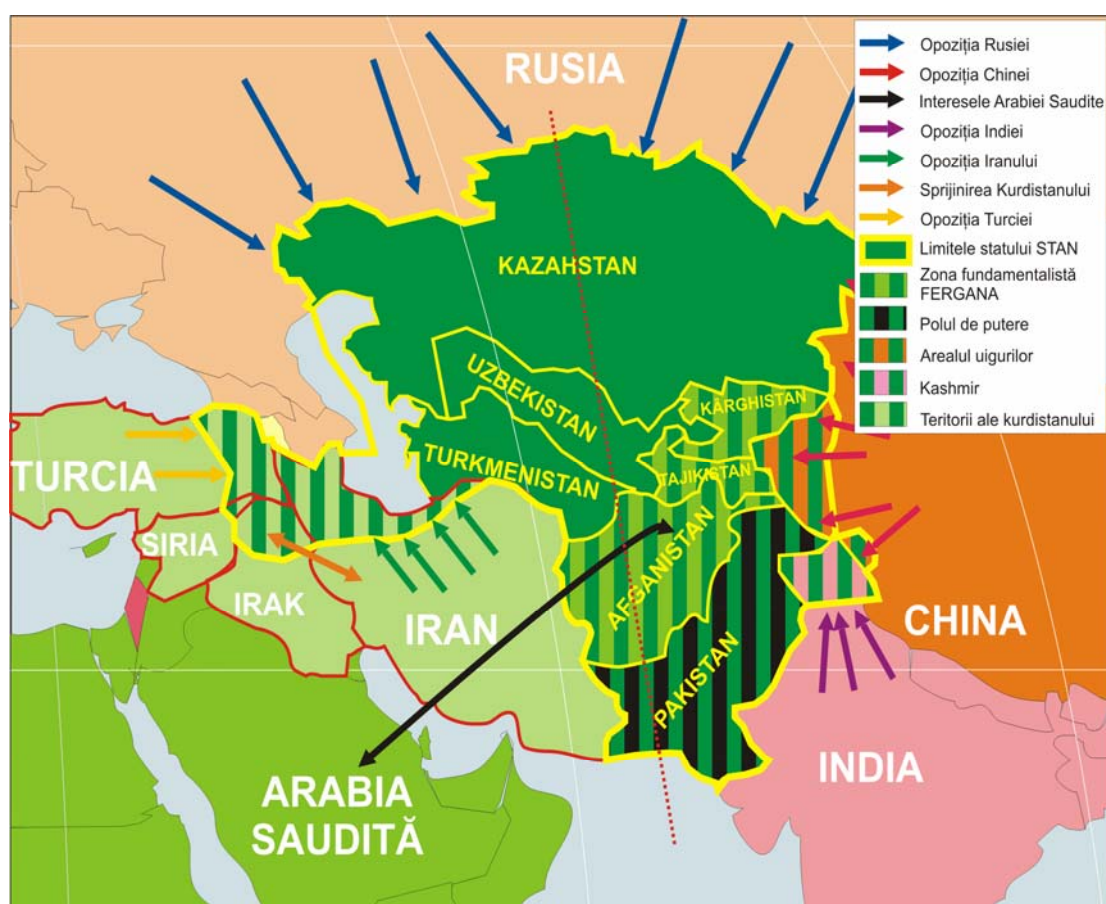 RUSIA
KAZAHSTAN
UZBEKISTAN
KÂRGHISTAN
TURKMENISTAN
TAJIKISTAN
TURCIA
SIRIA
AFGANISTAN
IRAK
IRAN
CHINA
PAKISTAN
INDIA
ARABIA
SAUDITĂ
Opoziția Rusiei
Opoziția Chinei
Interesele Arabiei Saudite
Opoziția Indiei
Opoziția Iranului
Sprijinirea Kurdistanului
Opoziția Turciei
Limitele statului STAN
Zona fundamentalistă
FERGANA
Polul de putere
Arealul uigurilor
Kashmir
Teritorii ale kurdistanului